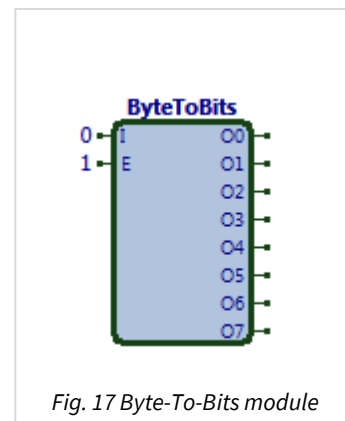 ByteToBits
0 I O0
1 E O1
O2
O3
O4
O5
O6
O7
Fig. 17 Byte-To-Bits module